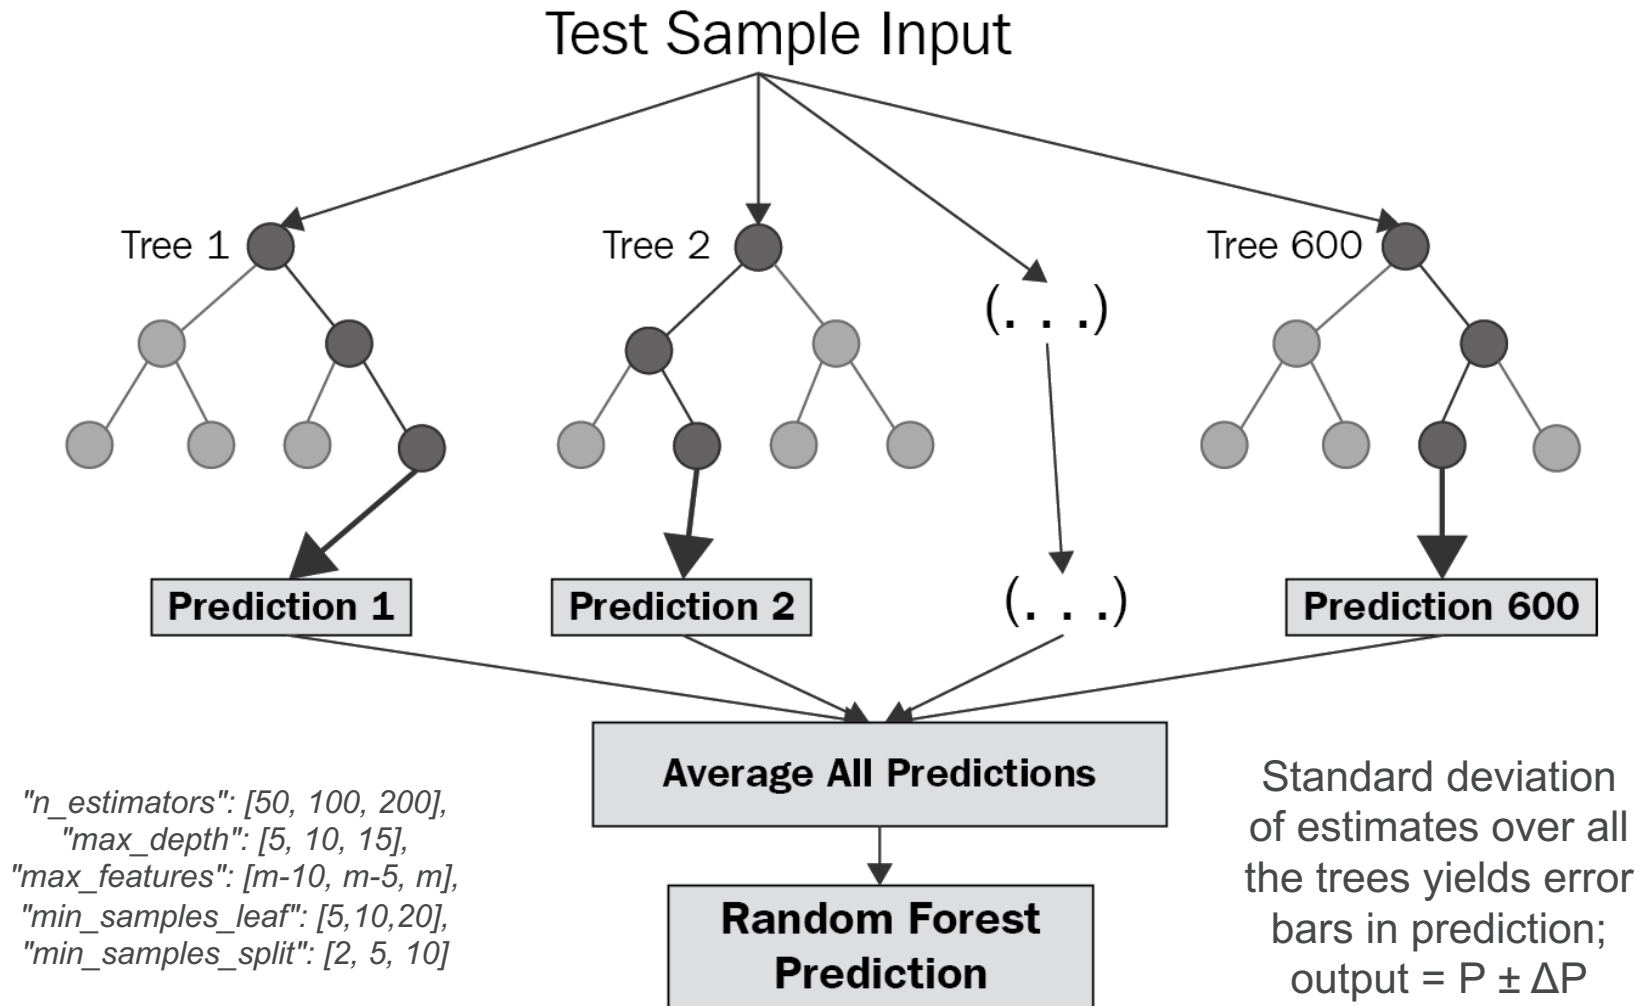 Test Sample Input
Tree 1
Tree 2
Tree 600
(. . .)
Prediction 1
Prediction 2
(. . .)
Prediction 600
Average All Predictions
"n_estimators": [50, 100, 200],
"max_depth": [5, 10, 15],
"max_features": [m-10, m-5, m],
"min_samples_leaf": [5,10,20],
"min_samples_split": [2, 5, 10]
Random Forest
Prediction
Standard deviation
of estimates over all
the trees yields error
bars in prediction;
output = P ± ΔP